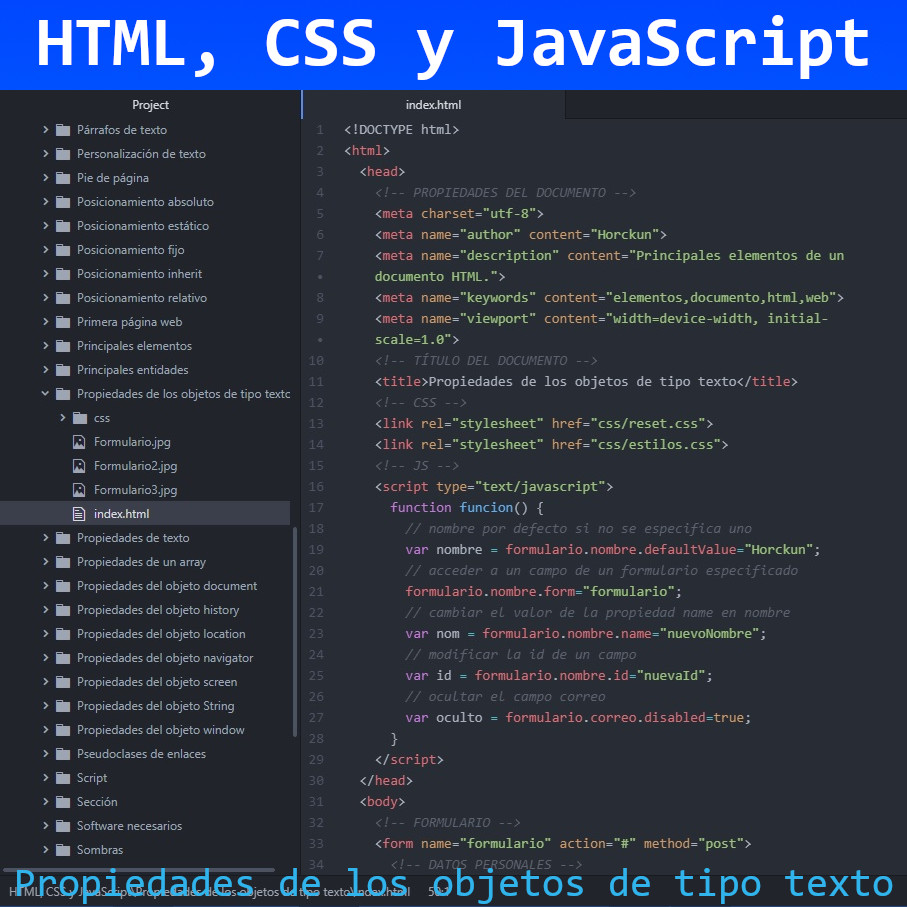 HTML, CSS y JavaScript
Project
Párrafos de texto
Personalización de texto
Pie de página
Posicionamiento absoluto
Posicionamiento estático
Posicionamiento fijo
Posicionamiento inherit
Posicionamiento relativo
Primera página web
Principales elementos
Principales entidades
Propiedades de los objetos de tipo texto
css
Formulario.jpg
Formulario2.jpg
Formulario3.jpg
index.html
Propiedades de texto
Propiedades de un array
Propiedades del objeto document
Propiedades del objeto history
Propiedades del objeto location
Propiedades del objeto navigator
Propiedades del objeto screen
Propiedades del objeto String
Propiedades del objeto window
Pseudoclases de enlaces
Script
Sección
Software necesarios
Sombras
index.html
1 <!DOCTYPE html>
2 <html>
3 <head>
4 <!-- PROPIEDADES DEL DOCUMENTO -->
5 <meta charset="utf-8">
6 <meta name="author" content="Horckun">
7 <meta name="description" content="Principales elementos de un
• documento HTML.">
8 <meta name="keywords" content="elementos,documento,html,web">
9 <meta name="viewport" content="width=device-width, initial-
• scale=1.0">
10 <!-- TÍTULO DEL DOCUMENTO -->
11 <title>Propiedades de los objetos de tipo texto</title>
12 <!-- CSS -->
13 <link rel="stylesheet" href="css/reset.css">
14 <link rel="stylesheet" href="css/estilos.css">
15 <!-- JS -->
16 <script type="text/javascript">
17 function funcion() {
18 // nombre por defecto si no se especifica uno
19 var nombre = formulario.nombre.defaultValue="Horckun";
20 // acceder a un campo de un formulario especificado
21 formulario.nombre.form="formulario";
22 // cambiar el valor de la propiedad name en nombre
23 var nom = formulario.nombre.name="nuevoNombre";
24 // modificar la id de un campo
25 var id = formulario.nombre.id="nuevaId";
26 // ocultar el campo correo
27 var oculto = formulario.correo.disabled=true;
28 }
29 </script>
30 </head>
31 <body>
32 <!-- FORMULARIO -->
33 <form name="formulario" action="#" method="post">
34 <!-- DATOS PERSONALES -->
HTML, CSS y JavaScript\Propiedades de los objetos de tipo texto\index.html
Propiedades de los objetos de tipo texto